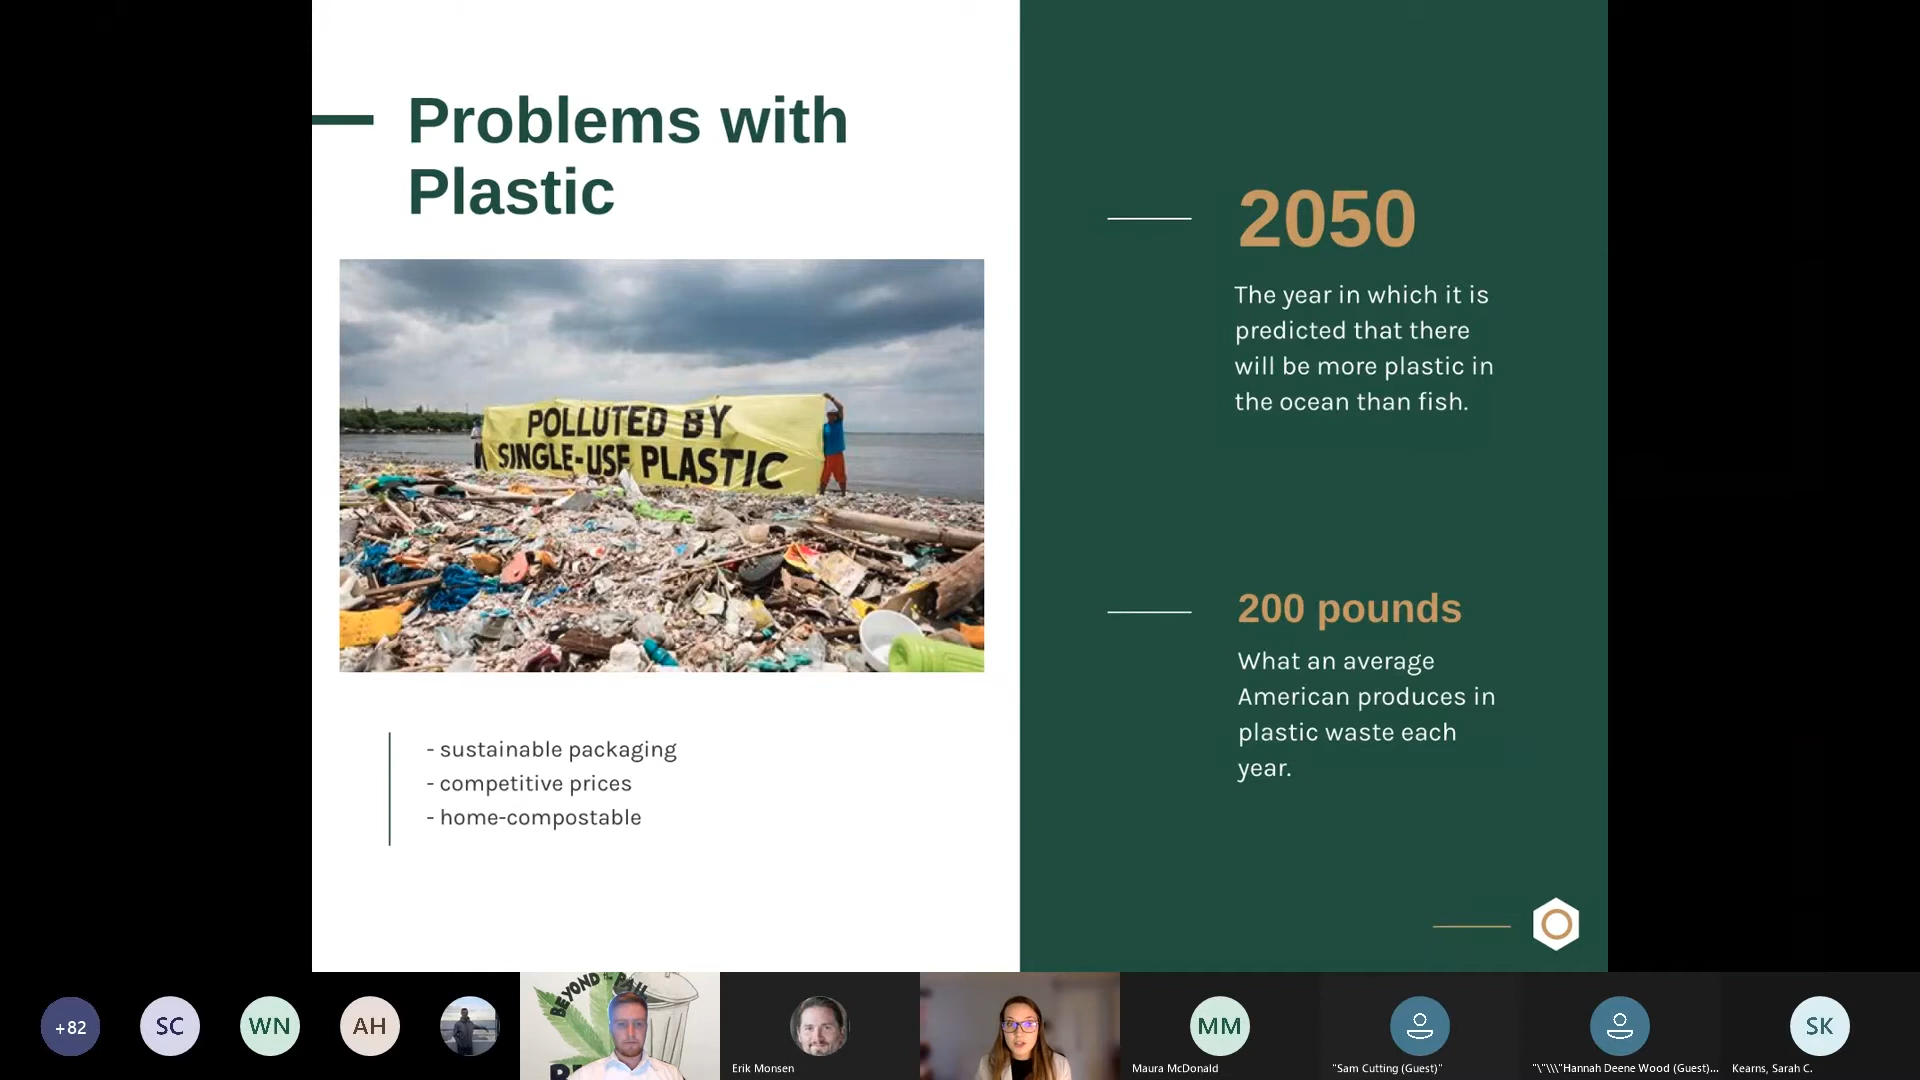 Problems with
Plastic
POLLUTED BY
SINGLE-USE PLASTIC
- sustainable packaging
- competitive prices
- home-compostable
2050
The year in which it is
predicted that there
will be more plastic in
the ocean than fish.
200 pounds
What an average
American produces in
plastic waste each
year.
+82
SC
WN
AH
BEYOND the PAIL
Erik Monsen
MM
Maura McDonald
"Sam Cutting (Guest)"
"\"\\\"Hannah Deene Wood (Guest)...
SK
Kearns, Sarah C.